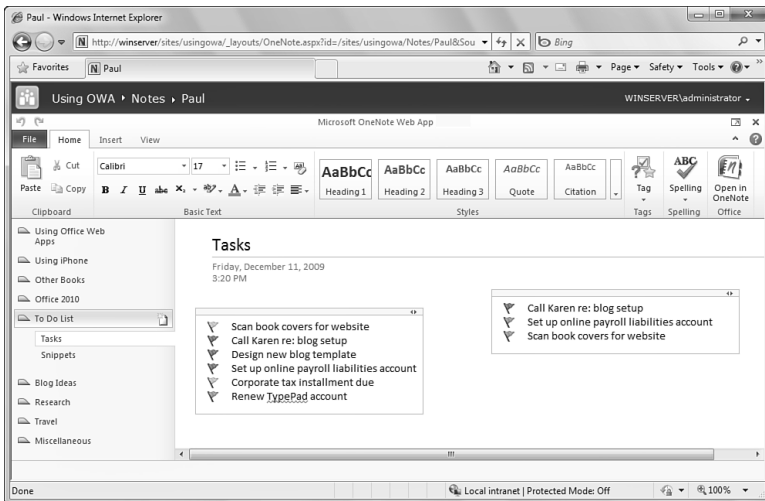 Paul - Windows Internet Explorer
http://winserver/sites/usingowa/_layouts/OneNote.aspx?id=/sites/usingowa/Notes/Paul&Sou
Bing
Favorites Paul Page Safety Tools
Using OWA Notes Paul WINSERVER\administrator
Microsoft OneNote Web App
File Home Insert View
Paste Cut Copy
Calibri 17
B I U abc
AaBbCc AaBbCc AaBbCc AaBbCc AaBbCc
Heading 1 Heading 2 Heading 3 Quote Citation
Tag ABC Spelling Open in OneNote
Clipboard Basic Text Styles Tags Spelling Office
Using Office Web
Apps
Using iPhone
Other Books
Office 2010
To Do List
Tasks
Snippets
Blog Ideas
Research
Travel
Miscellaneous
Tasks
Friday, December 11, 2009
3:20 PM
Scan book covers for website
Call Karen re: blog setup
Design new blog template
Set up online payroll liabilities account
Corporate tax installment due
Renew TypePad account
Call Karen re: blog setup
Set up online payroll liabilities account
Scan book covers for website
Done Local intranet | Protected Mode: Off 100%